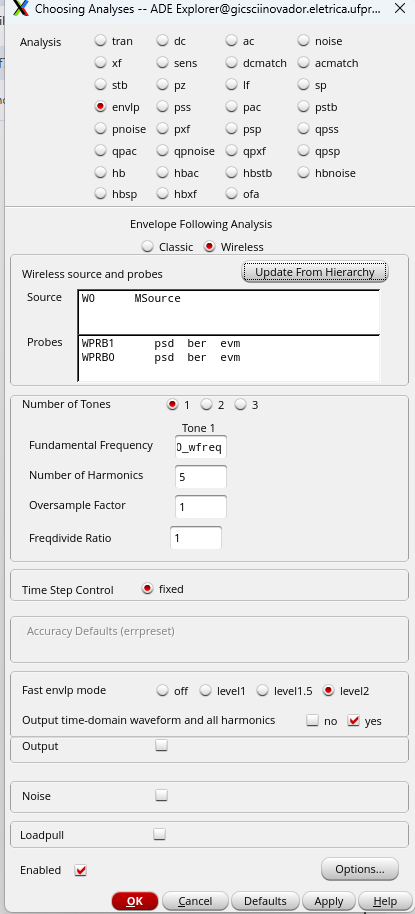 Choosing Analyses -- ADE Explorer@gicsciinovador.eletrica.ufpr...
Analysis tran dc ac noise
xf sens dcmatch acmatch
stb pz lf sp
envlp pss pac pstb
pnoise pxf psp qpss
qpac qpnoise qpxf qpsp
hb hbac hbstb hbnoise
hbsp hbxf ofa
Envelope Following Analysis
Classic Wireless
Wireless source and probes Update From Hierarchy
Source W0 MSource
Probes WPRB1 psd ber evm
WPRB0 psd ber evm
Number of Tones 1 2 3
Tone 1
Fundamental Frequency 0_wfreq
Number of Harmonics 5
Oversample Factor 1
Freqdivide Ratio 1
Time Step Control fixed
Accuracy Defaults (errpreset)
Fast envlp mode off level1 level1.5 level2
Output time-domain waveform and all harmonics no yes
Output
Noise
Loadpull
Enabled Options...
OK Cancel Defaults Apply Help